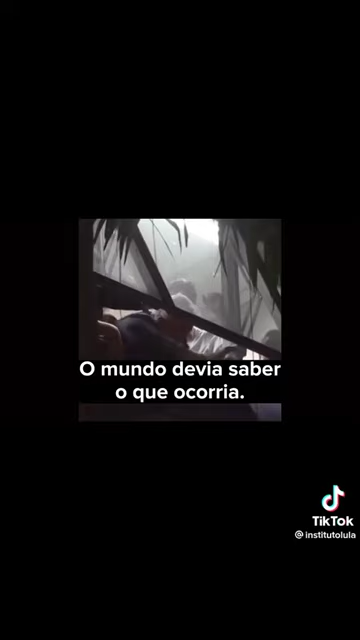 O mundo devia saber
o que ocorria.
TikTok
@institutolula